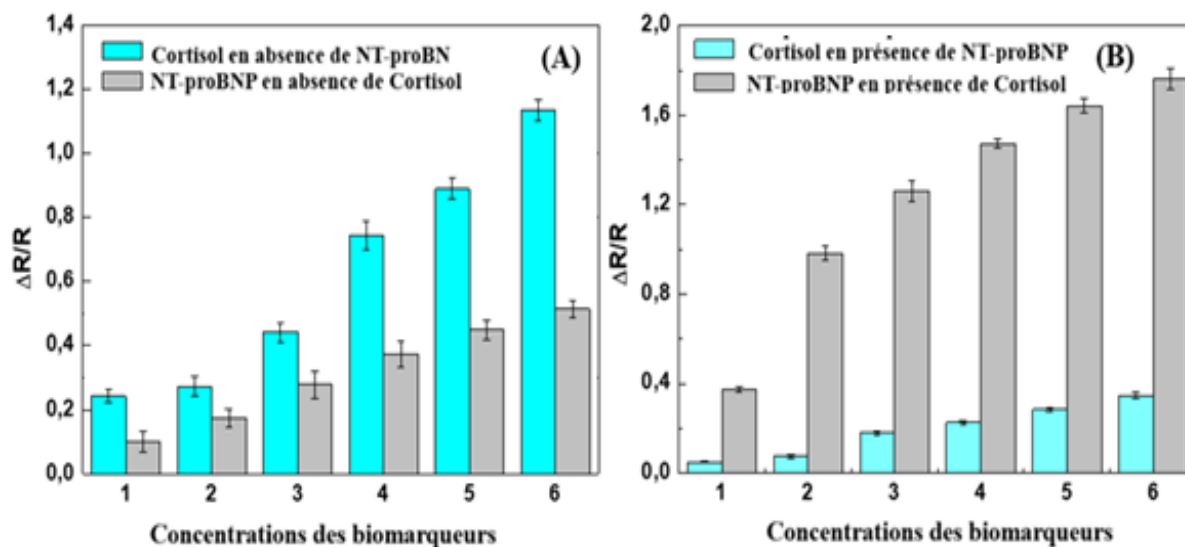 1,4
1,2
1,0
0,8
0,6
0,4
0,2
0,0
ΔR/R
Cortisol en absence de NT-proBN
NT-proBNP en absence de Cortisol
(A)
1 2 3 4 5 6
Concentrations des biomarqueurs
2,0
1,6
1,2
0,8
0,4
0,0
ΔR/R
Cortisol en présence de NT-proBNP
NT-proBNP en présence de Cortisol
(B)
1 2 3 4 5 6
Concentrations des biomarqueurs